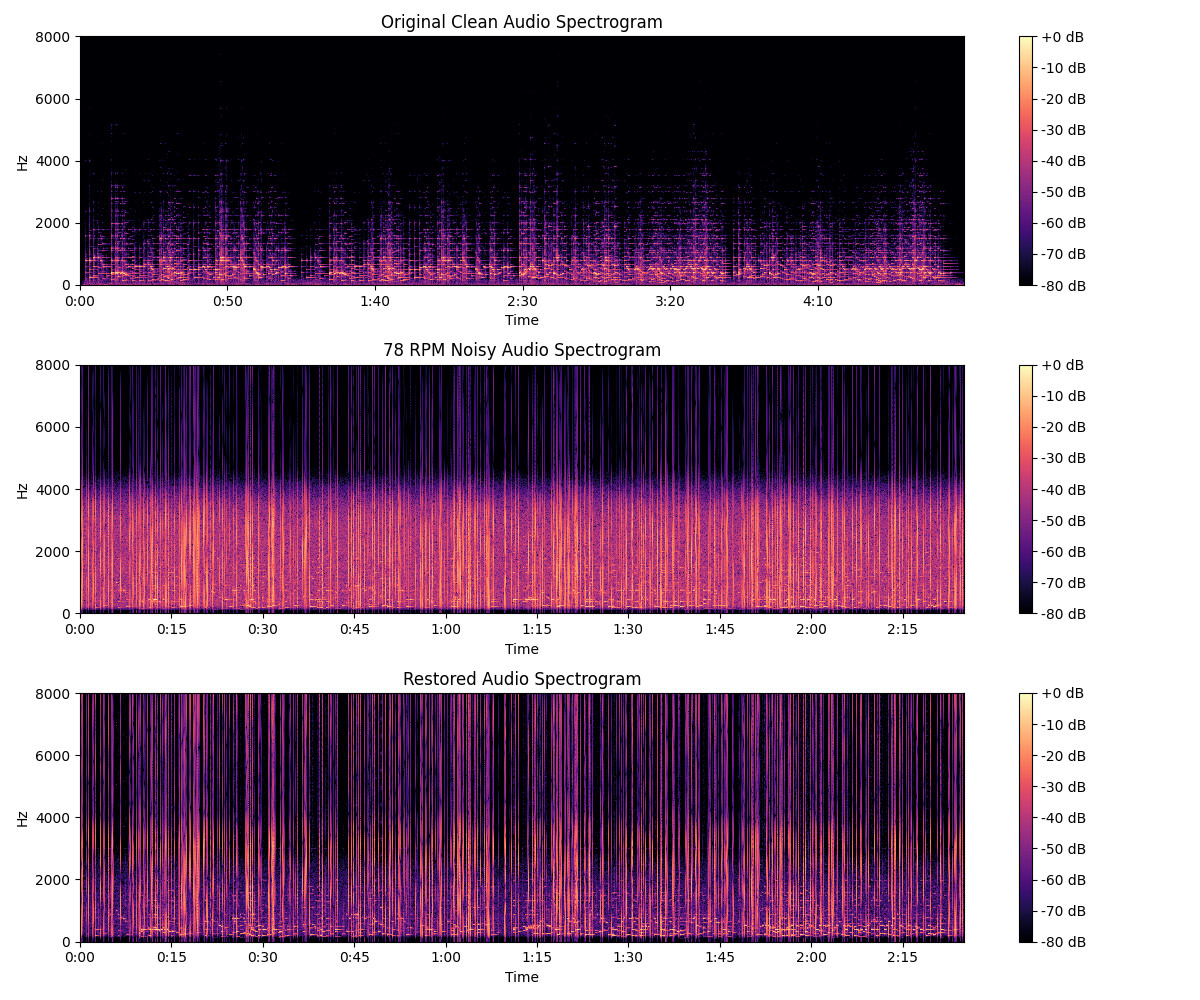 Original Clean Audio Spectrogram
8000
6000
4000
2000
0
Hz
0:00 0:50 1:40 2:30 3:20 4:10
Time
+0 dB
-10 dB
-20 dB
-30 dB
-40 dB
-50 dB
-60 dB
-70 dB
-80 dB
78 RPM Noisy Audio Spectrogram
8000
6000
4000
2000
0
Hz
0:00 0:15 0:30 0:45 1:00 1:15 1:30 1:45 2:00 2:15
Time
+0 dB
-10 dB
-20 dB
-30 dB
-40 dB
-50 dB
-60 dB
-70 dB
-80 dB
Restored Audio Spectrogram
8000
6000
4000
2000
0
Hz
0:00 0:15 0:30 0:45 1:00 1:15 1:30 1:45 2:00 2:15
Time
+0 dB
-10 dB
-20 dB
-30 dB
-40 dB
-50 dB
-60 dB
-70 dB
-80 dB